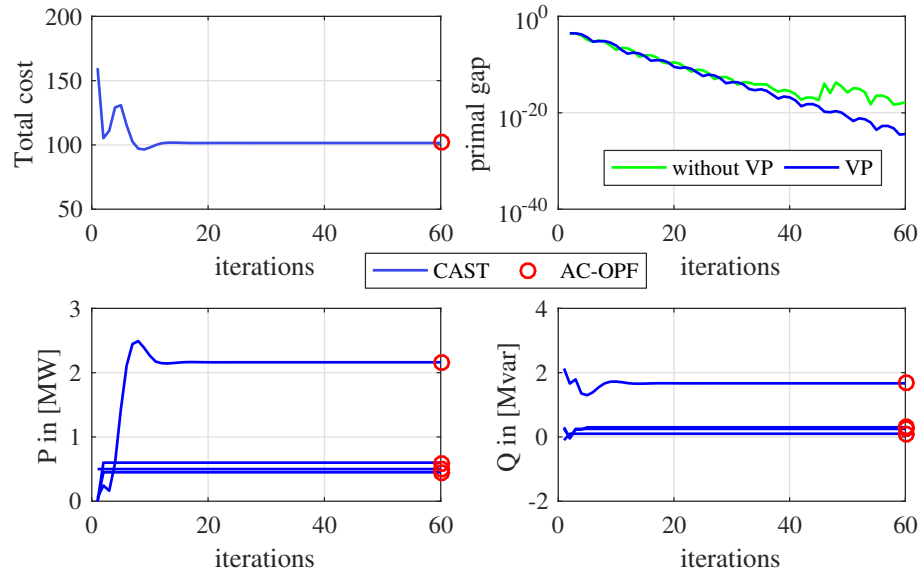 200
150
100
50
Total cost
0
20
40
60
iterations
10^0
10^-20
10^-40
primal gap
without VP
VP
0
20
40
60
iterations
CAST
AC-OPF
3
2
1
0
P in [MW]
0
20
40
60
iterations
4
2
0
-2
Q in [Mvar]
0
20
40
60
iterations